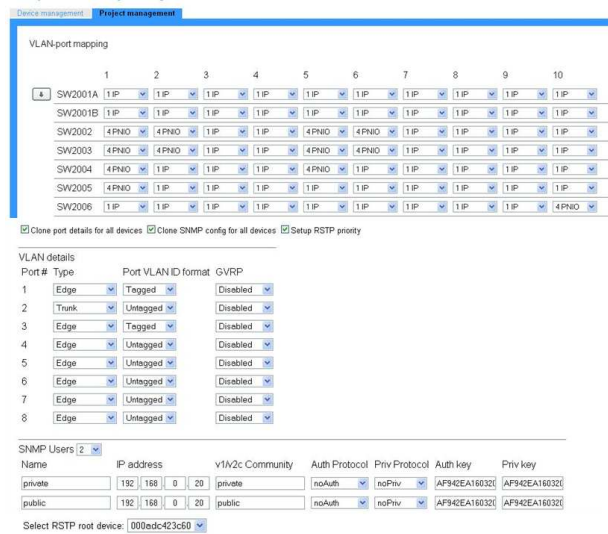 Device management Project management
VLAN-port mapping
1 2 3 4 5 6 7 8 9 10
SW2001A 1 IP 1 IP 1 IP 1 IP 1 IP 1 IP 1 IP 1 IP 1 IP 1 IP
SW2001B 1 IP 1 IP 1 IP 1 IP 1 IP 1 IP 1 IP 1 IP 1 IP 1 IP
SW2002 4 PNIO 4 PNIO 1 IP 1 IP 4 PNIO 4 PNIO 1 IP 1 IP 1 IP 1 IP
SW2003 4 PNIO 4 PNIO 1 IP 1 IP 4 PNIO 4 PNIO 1 IP 1 IP 1 IP 1 IP
SW2004 4 PNIO 1 IP 1 IP 1 IP 4 PNIO 4 PNIO 1 IP 1 IP 1 IP 1 IP
SW2005 4 PNIO 1 IP 1 IP 1 IP 1 IP 1 IP 1 IP 1 IP 1 IP 1 IP
SW2006 1 IP 1 IP 1 IP 1 IP 1 IP 1 IP 1 IP 1 IP 1 IP 4 PNIO
Clone port details for all devices Clone SNMP config for all devices Setup RSTP priority
VLAN details
Port # Type Port VLAN ID format GVRP
1 Edge Tagged Disabled
2 Trunk Untagged Disabled
3 Edge Tagged Disabled
4 Edge Untagged Disabled
5 Edge Untagged Disabled
6 Edge Untagged Disabled
7 Edge Untagged Disabled
8 Edge Untagged Disabled
SNMP Users 2
Name IP address v1/v2c Community Auth Protocol Priv Protocol Auth key Priv key
private 192 168 0 20 private noAuth noPriv AF942EA16032( AF942EA16032(
public 192 168 0 20 public noAuth noPriv AF942EA16032( AF942EA16032(
Select RSTP root device: 000adc423c60